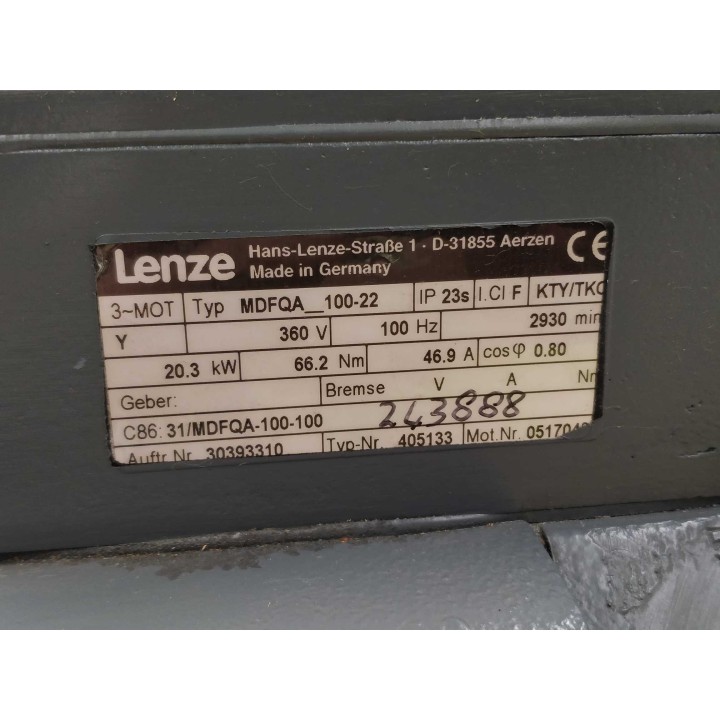 Lenze Hans-Lenze-Straße 1 · D-31855 Aerzen CE
Made in Germany
3~MOT Typ MDFQA__100-22 IP 23s I.Cl F KTY/TKO
Y 360 V 100 Hz 2930 min
20.3 kW 66.2 Nm 46.9 A cosφ 0.80
Geber: Bremse V A Nm
C86: 31/MDFQA-100-100 243888
Auftr.Nr. 30393310 Typ-Nr. 405133 Mot.Nr.